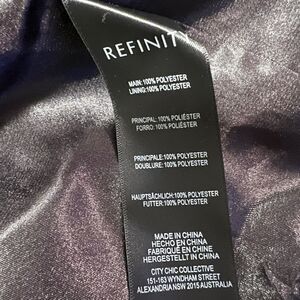 REFINITY
MAIN: 100% POLYESTER
LINING:100% POLYESTER
PRINCIPAL: 100% POLIÉSTER
FORRO: 100% POLIÉSTER
PRINCIPALE:100% POLYESTER
DOUBLURE: 100% POLYESTER
HAUPTSÄCHLICH:100% POLYESTER
FUTTER:100% POLYESTER
MADE IN CHINA
HECHO EN CHINA
FABRIQUÉ EN CHINE
HERGESTELLT IN CHINA
CITY CHIC COLLECTIVE
151-163 WYNDHAM STREET
ALEXANDRIA NSW 2015 AUSTRALIA